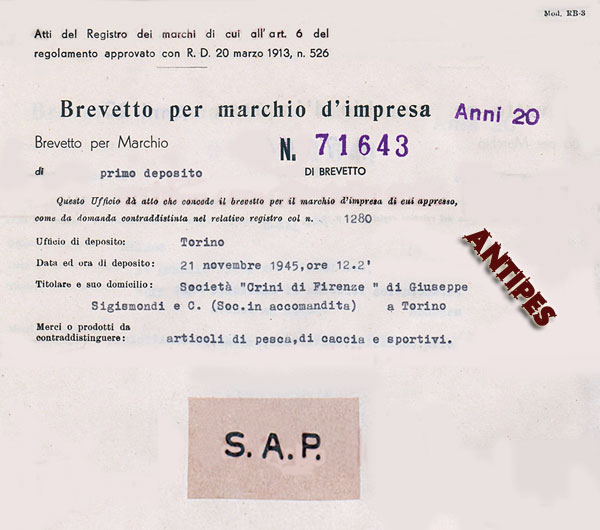 Mod. RB-3
Atti del Registro dei marchi di cui all'art. 6 del
regolamento approvato con R. D. 20 marzo 1913, n. 526
Brevetto per marchio d'impresa Anni 20
Brevetto per Marchio N. 71643
di primo deposito DI BREVETTO
Questo Ufficio dà atto che concede il brevetto per il marchio d'impresa di cui appresso,
come da domanda contraddistinta nel relativo registro col n. 1280
Ufficio di deposito: Torino
Data ed ora di deposito: 21 novembre 1945,ore 12.2'
Titolare e suo domicilio: Società "Crini di Firenze " di Giuseppe
Sigismondi e C. (Soc.in accomandita) a Torino
Merci o prodotti da
contraddistinguere: articoli di pesca,di caccia e sportivi.
ANTIPES
S. A. P.